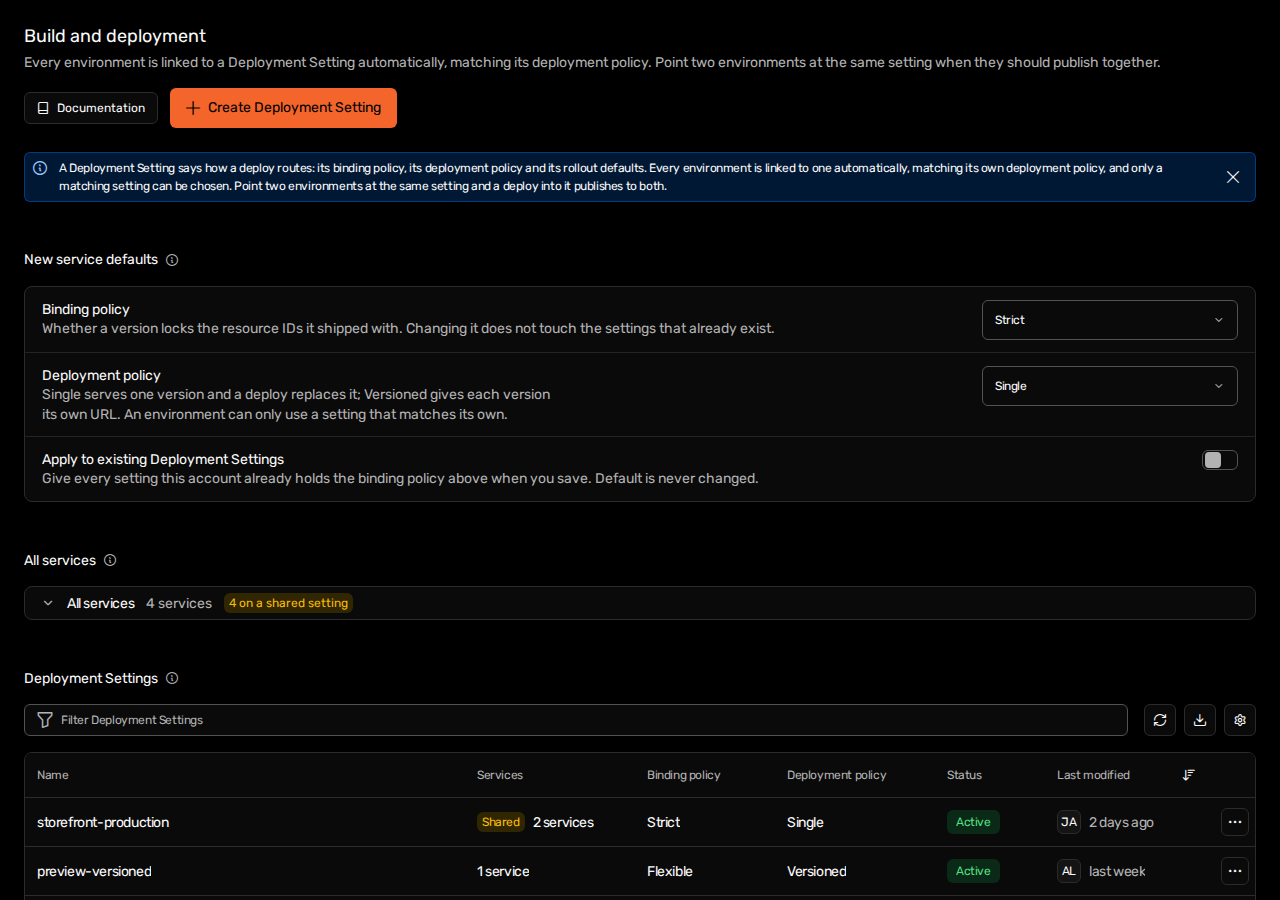 Build and deployment
Every environment is linked to a Deployment Setting automatically, matching its deployment policy. Point two environments at the same setting when they should publish together.
Documentation
Create Deployment Setting
A Deployment Setting says how a deploy routes: its binding policy, its deployment policy and its rollout defaults. Every environment is linked to one automatically, matching its own deployment policy, and only a
matching setting can be chosen. Point two environments at the same setting and a deploy into it publishes to both.
New service defaults
Binding policy
Whether a version locks the resource IDs it shipped with. Changing it does not touch the settings that already exist.
Strict
Deployment policy
Single serves one version and a deploy replaces it; Versioned gives each version
its own URL. An environment can only use a setting that matches its own.
Single
Apply to existing Deployment Settings
Give every setting this account already holds the binding policy above when you save. Default is never changed.
All services
All services 4 services 4 on a shared setting
Deployment Settings
Filter Deployment Settings
Name Services Binding policy Deployment policy Status Last modified
storefront-production Shared 2 services Strict Single Active JA 2 days ago
preview-versioned 1 service Flexible Versioned Active AL last week